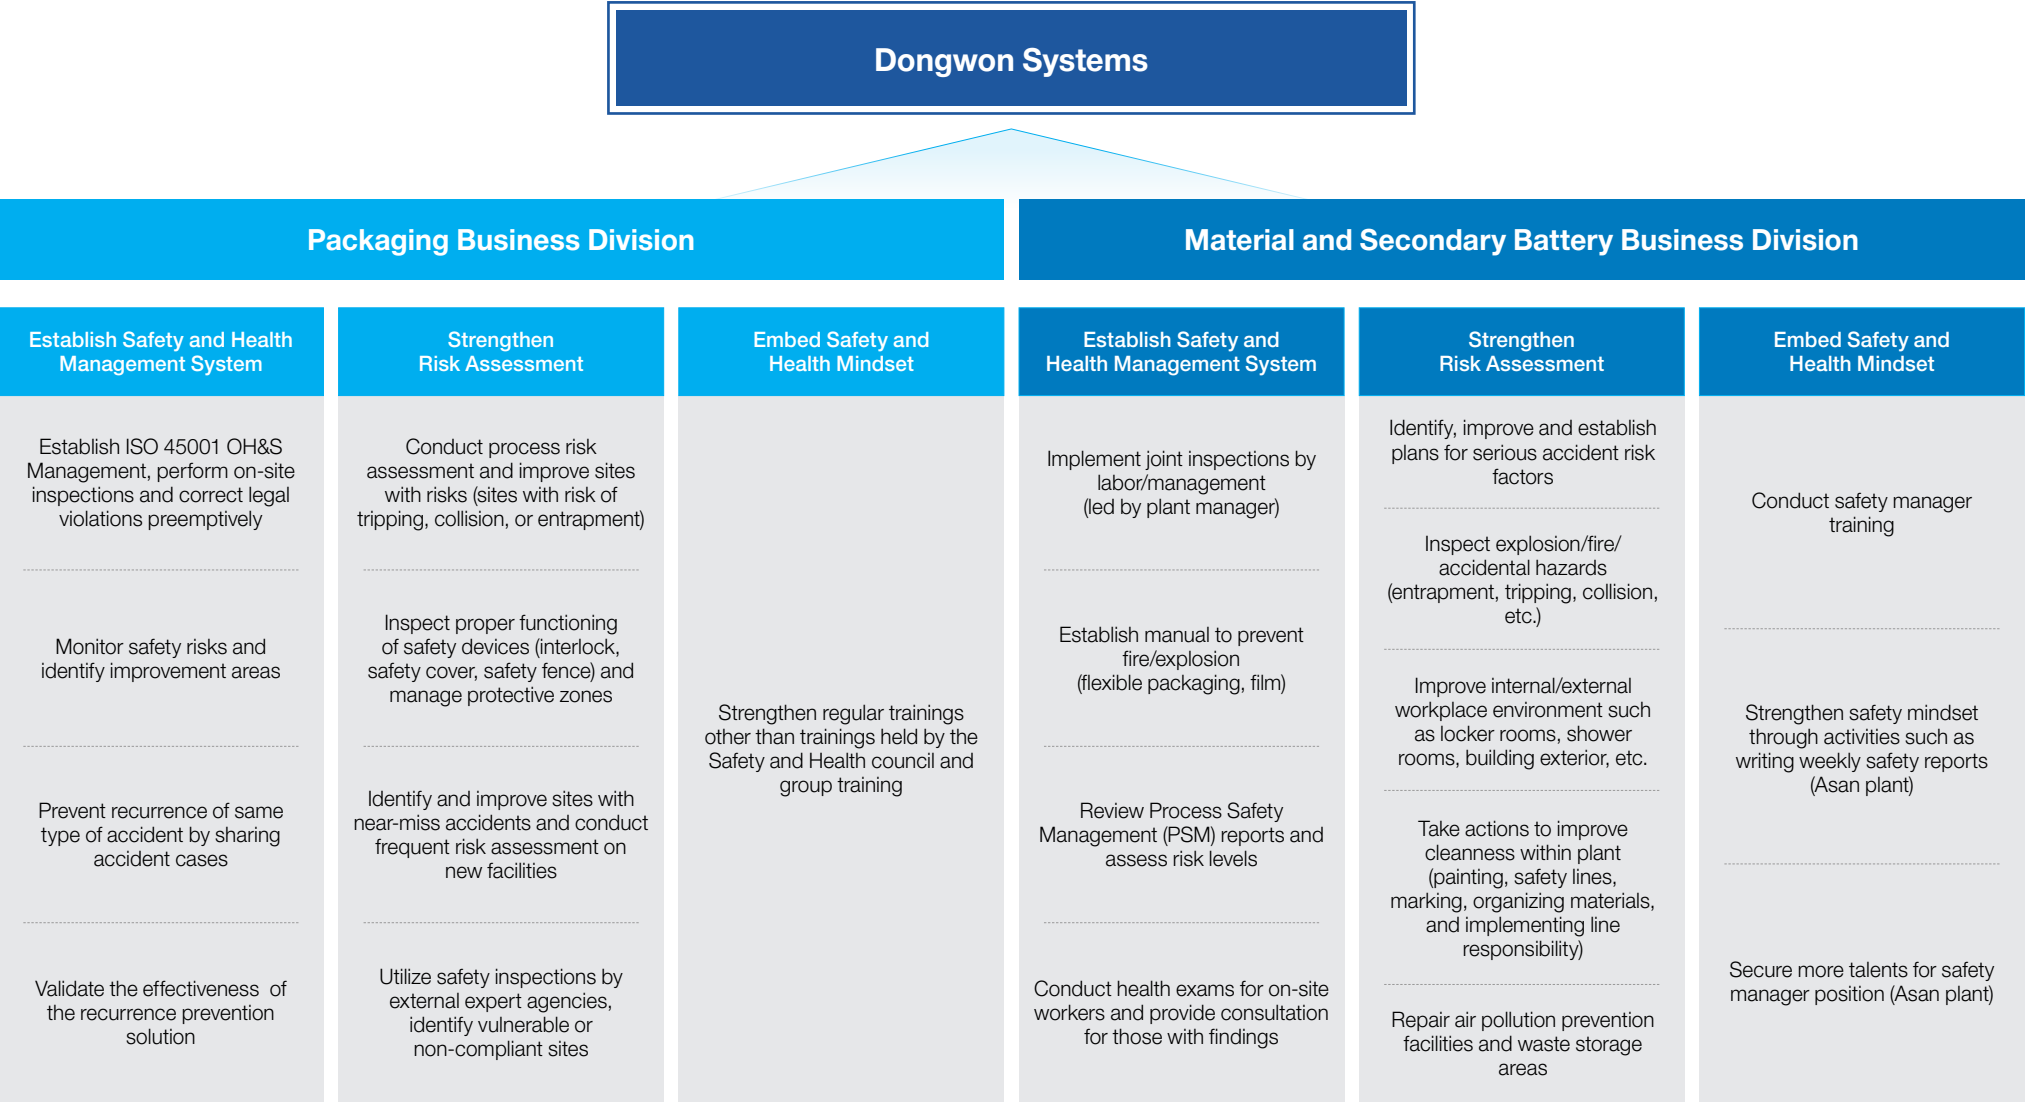 Dongwon Systems
Packaging Business Division
Material and Secondary Battery Business Division
Establish Safety and Health
Management System
Establish ISO 45001 OH&S
Management, perform on-site
inspections and correct legal
violations preemptively
Monitor safety risks and
identify improvement areas
Prevent recurrence of same
type of accident by sharing
accident cases
Validate the effectiveness of
the recurrence prevention
solution
Strengthen
Risk Assessment
Conduct process risk
assessment and improve sites
with risks (sites with risk of
tripping, collision, or entrapment)
Inspect proper functioning
of safety devices (interlock,
safety cover, safety fence) and
manage protective zones
Identify and improve sites with
near-miss accidents and conduct
frequent risk assessment on
new facilities
Utilize safety inspections by
external expert agencies,
identify vulnerable or
non-compliant sites
Embed Safety and
Health Mindset
Strengthen regular trainings
other than trainings held by the
Safety and Health council and
group training
Establish Safety and
Health Management System
Implement joint inspections by
labor/management
(led by plant manager)
Establish manual to prevent
fire/explosion
(flexible packaging, film)
Review Process Safety
Management (PSM) reports and
assess risk levels
Conduct health exams for on-site
workers and provide consultation
for those with findings
Strengthen
Risk Assessment
Identify, improve and establish
plans for serious accident risk
factors
Inspect explosion/fire/
accidental hazards
(entrapment, tripping, collision,
etc.)
Improve internal/external
workplace environment such
as locker rooms, shower
rooms, building exterior, etc.
Take actions to improve
cleanness within plant
(painting, safety lines,
marking, organizing materials,
and implementing line
responsibility)
Repair air pollution prevention
facilities and waste storage
areas
Embed Safety and
Health Mindset
Conduct safety manager
training
Strengthen safety mindset
through activities such as
writing weekly safety reports
(Asan plant)
Secure more talents for safety
manager position (Asan plant)